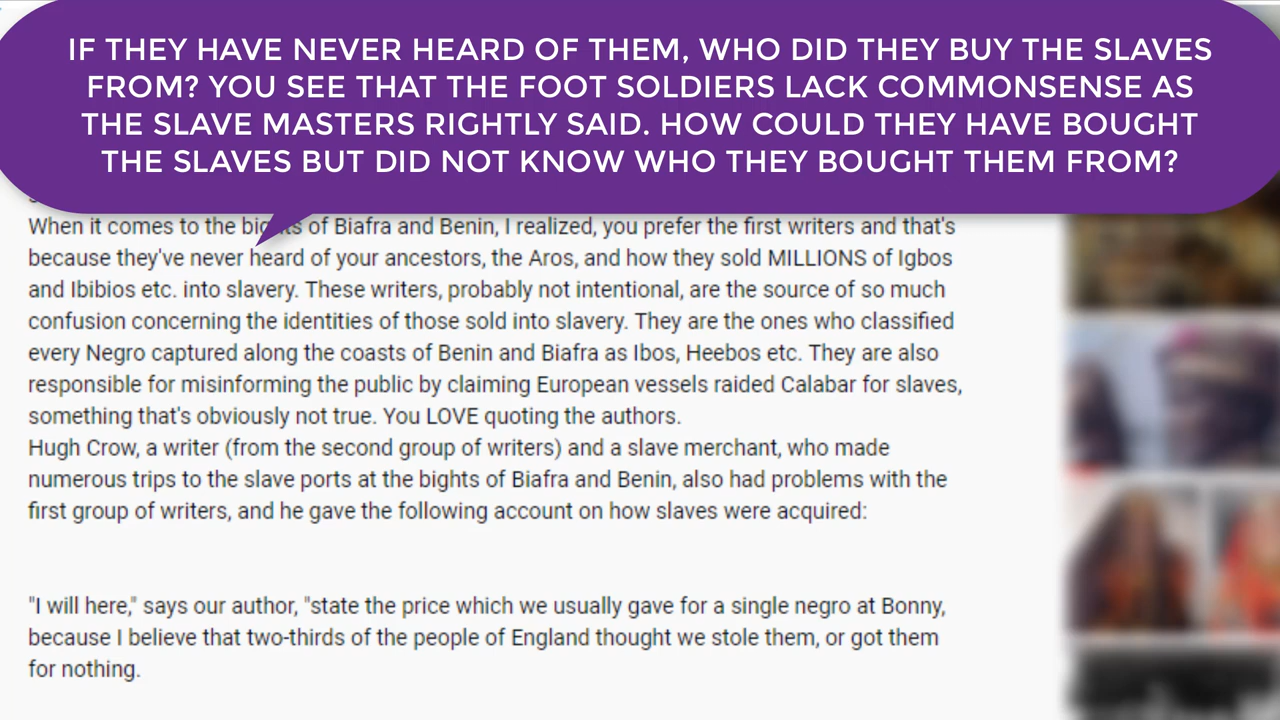 IF THEY HAVE NEVER HEARD OF THEM, WHO DID THEY BUY THE SLAVES
FROM? YOU SEE THAT THE FOOT SOLDIERS LACK COMMONSENSE AS
THE SLAVE MASTERS RIGHTLY SAID. HOW COULD THEY HAVE BOUGHT
THE SLAVES BUT DID NOT KNOW WHO THEY BOUGHT THEM FROM?
When it comes to the bights of Biafra and Benin, I realized, you prefer the first writers and that's
because they've never heard of your ancestors, the Aros, and how they sold MILLIONS of Igbos
and Ibibios etc. into slavery. These writers, probably not intentional, are the source of so much
confusion concerning the identities of those sold into slavery. They are the ones who classified
every Negro captured along the coasts of Benin and Biafra as Ibos, Heebos etc. They are also
responsible for misinforming the public by claiming European vessels raided Calabar for slaves,
something that's obviously not true. You LOVE quoting the authors.
Hugh Crow, a writer (from the second group of writers) and a slave merchant, who made
numerous trips to the slave ports at the bights of Biafra and Benin, also had problems with the
first group of writers, and he gave the following account on how slaves were acquired:
"I will here," says our author, "state the price which we usually gave for a single negro at Bonny,
because I believe that two-thirds of the people of England thought we stole them, or got them
for nothing.